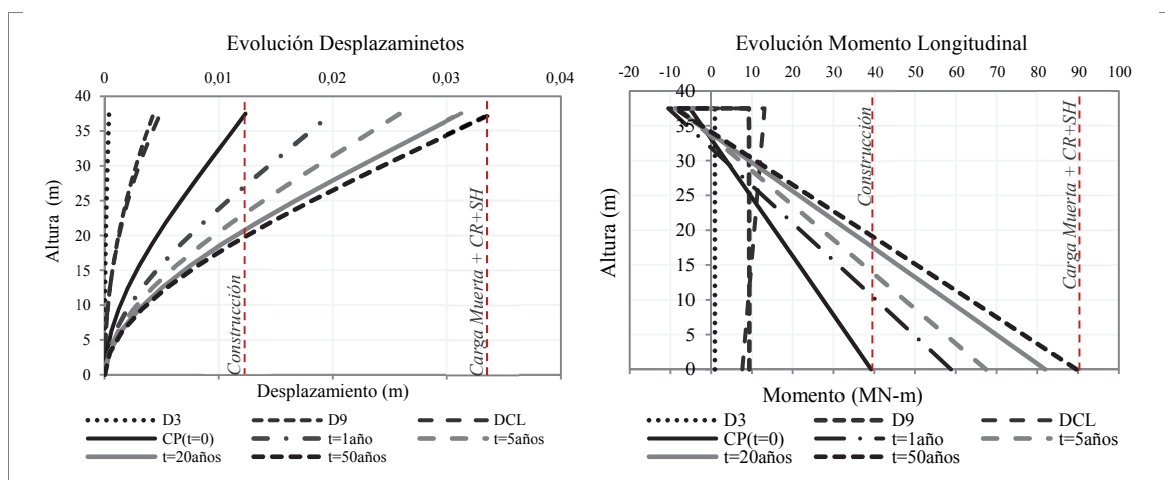 Evolución Desplazaminetos
0 0,01 0,02 0,03 0,04
40
35
30
25
20
15
10
5
0
Altura (m)
Construcción
Carga Muerta + CR+SH
Desplazamiento (m)
D3 D9 DCL
CP(t=0) t=1año t=5años
t=20años t=50años
Evolución Momento Longitudinal
-20 -10 0 10 20 30 40 50 60 70 80 90 100
40
35
30
25
20
15
10
5
0
Altura (m)
Construcción
Carga Muerta + CR+SH
Momento (MN-m)
D3 D9 DCL
CP(t=0) t=1año t=5años
t=20años t=50años